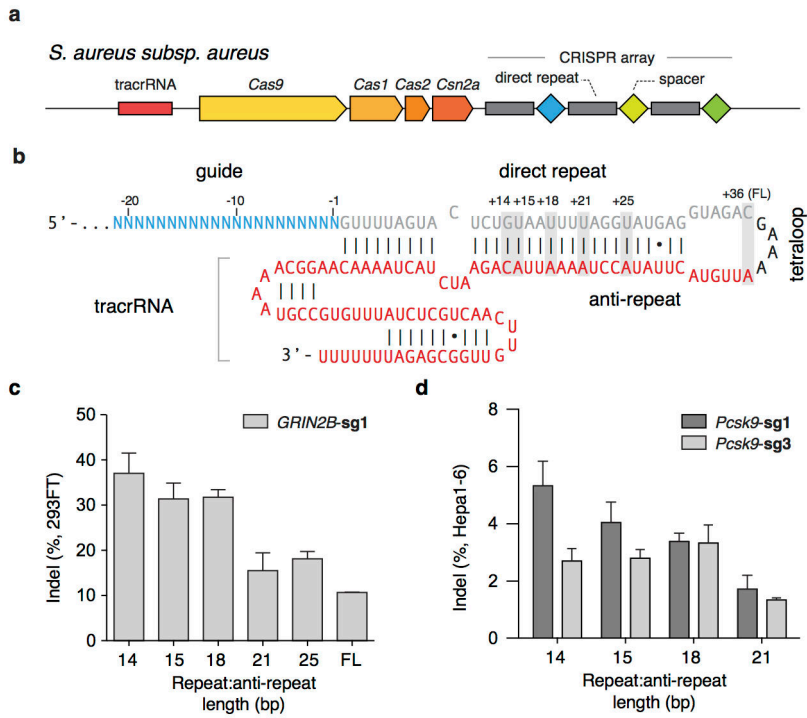 a
S. aureus subsp. aureus
CRISPR array
tracrRNA
Cas9
Cas1
Cas2
Csn2a
direct repeat
spacer
b
guide
direct repeat
-20
-10
-1
+14
+15
+18
+21
+25
+36 (FL)
5'-...NNNNNNNNNNNNNNNNNNNNNGUUUUAGUA
C
UCUGUAAUUUUAGGUAUGAG
GUAGAC
G
A
A
A
tetraloop
A
A
A
A
ACGGAACAAAAUCAU
CUA
AGACAUUAAAAUCCAUAUUC
GUAUGUUA
tracrRNA
anti-repeat
UGCCGUGUUUAUCUCGUCAAC
U
U
G
3'-UUUUUUUAGAGCGGUUG
c
50
40
30
20
10
0
Indel (%, 293FT)
GRIN2B-sg1
14
15
18
21
25
FL
Repeat:anti-repeat
length (bp)
d
8
6
4
2
0
Indel (%, Hepa1-6)
Pcsk9-sg1
Pcsk9-sg3
14
15
18
21
Repeat:anti-repeat
length (bp)